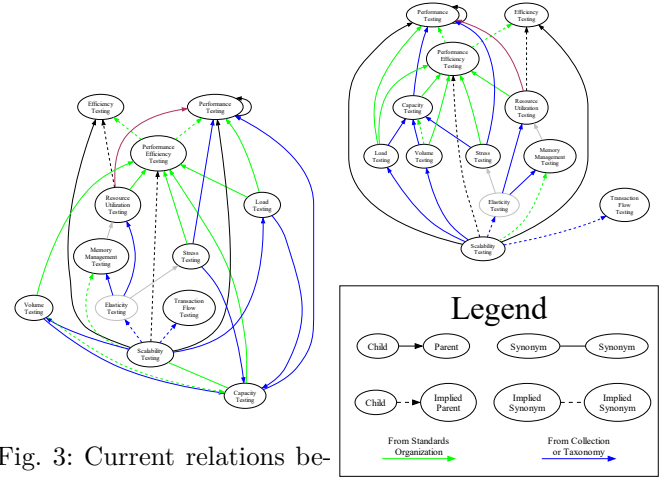 Efficiency
Testing
Performance
Testing
Performance
Efficiency
Testing
Resource
Utilization
Testing
Load
Testing
Memory
Management
Testing
Stress
Testing
Volume
Testing
Elasticity
Testing
Transaction
Flow
Testing
Scalability
Testing
Capacity
Testing
Fig. 3: Current relations be-
Performance
Testing
Efficiency
Testing
Performance
Efficiency
Testing
Capacity
Testing
Resource
Utilization
Testing
Load
Testing
Volume
Testing
Stress
Testing
Memory
Management
Testing
Elasticity
Testing
Transaction
Flow
Testing
Scalability
Testing
Legend
Child
Parent
Synonym
Synonym
Child
Implied
Parent
Implied
Synonym
Implied
Synonym
From Standards
Organization
From Collection
or Taxonomy